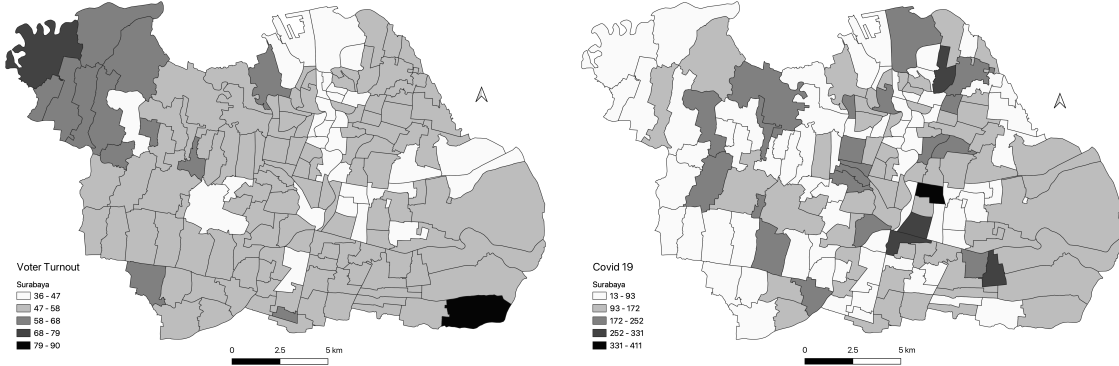 Voter Turnout
Surabaya
36 - 47
47 - 58
58 - 68
68 - 79
79 - 90
0 2.5 5 km
Covid 19
Surabaya
13 - 93
93 - 172
172 - 252
252 - 331
331 - 411
0 2.5 5 km